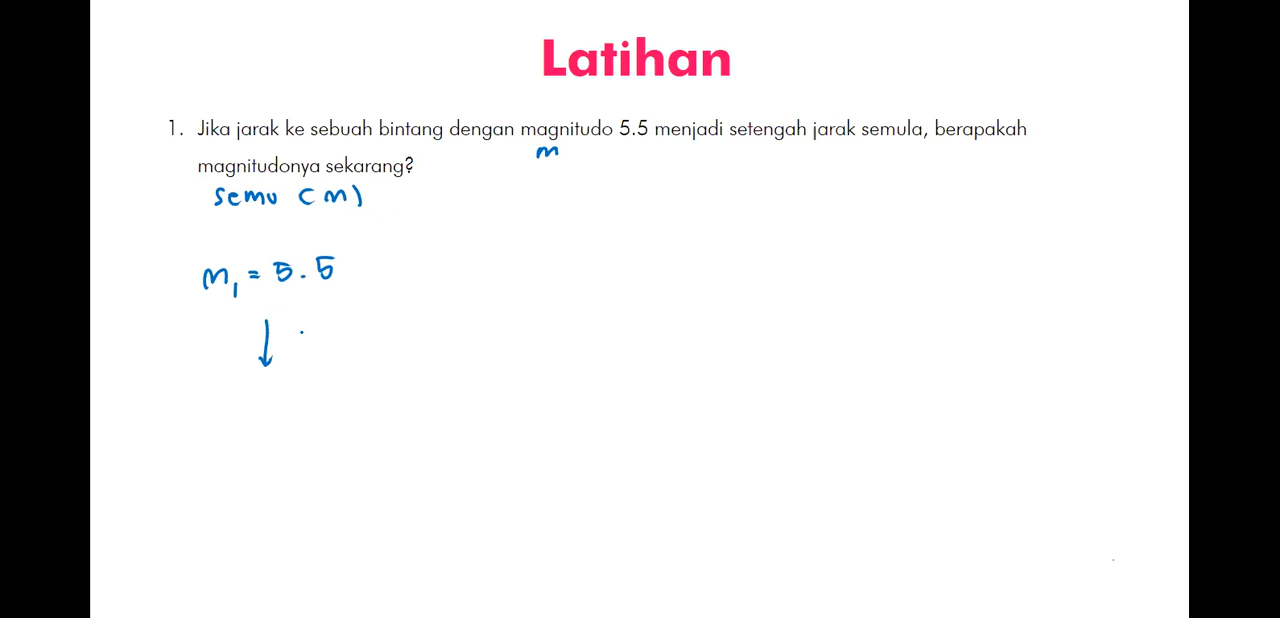 Latihan
1. Jika jarak ke sebuah bintang dengan magnitudo 5.5 menjadi setengah jarak semula, berapakah
m
magnitudonya sekarang?
semu (m)
m₁ = 5.5